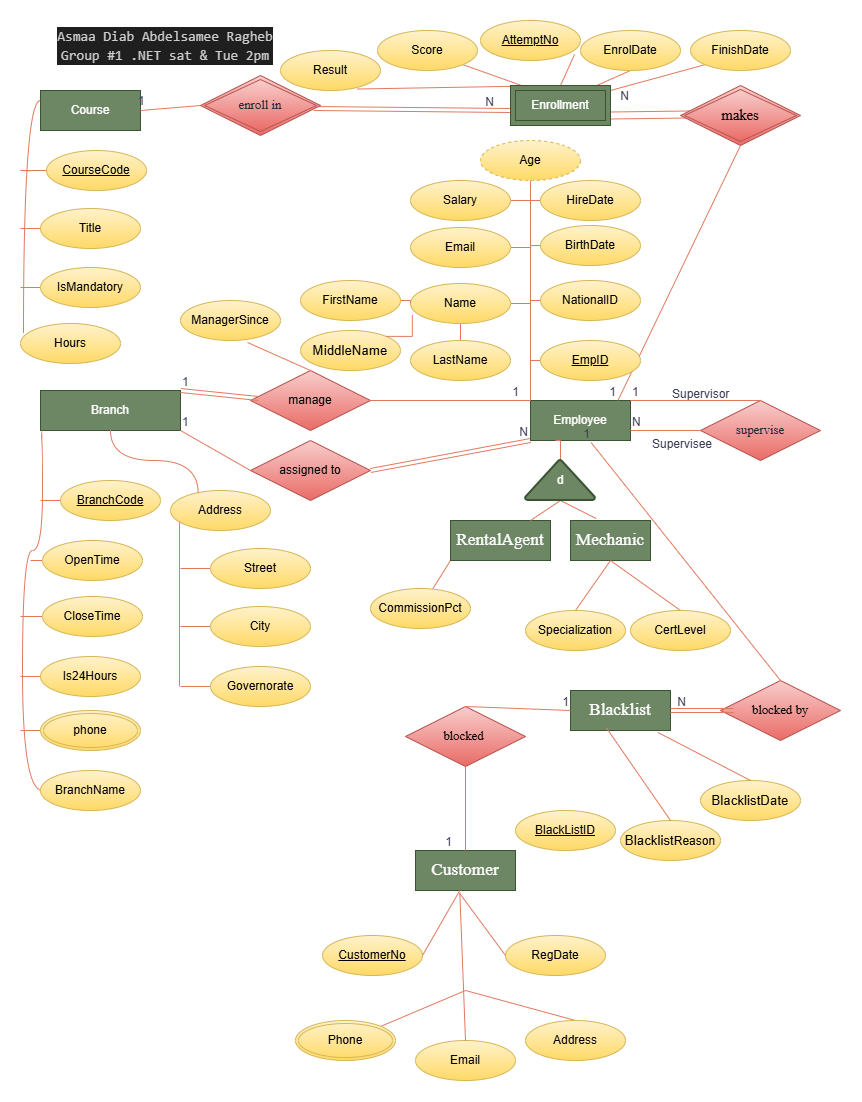 Asmaa Diab Abdelsamee Ragheb
Group #1 .NET sat & Tue 2pm
Result
Score
AttemptNo
EnrolDate
FinishDate
Course
1
enroll in
N
Enrollment
N
makes
CourseCode
Title
IsMandatory
Hours
Age
Salary
HireDate
Email
BirthDate
FirstName
Name
NationalID
MiddleName
LastName
EmpID
ManagerSince
1
manage
1
1
1
Supervisor
Branch
1
assigned to
N
Employee
1
N
Supervisee
supervise
d
BranchCode
Address
OpenTime
Street
CloseTime
City
Is24Hours
Governorate
phone
BranchName
RentalAgent
Mechanic
CommissionPct
Specialization
CertLevel
blocked
1
Blacklist
N
blocked by
BlacklistDate
BlackListID
BlacklistReason
1
Customer
CustomerNo
RegDate
Phone
Email
Address